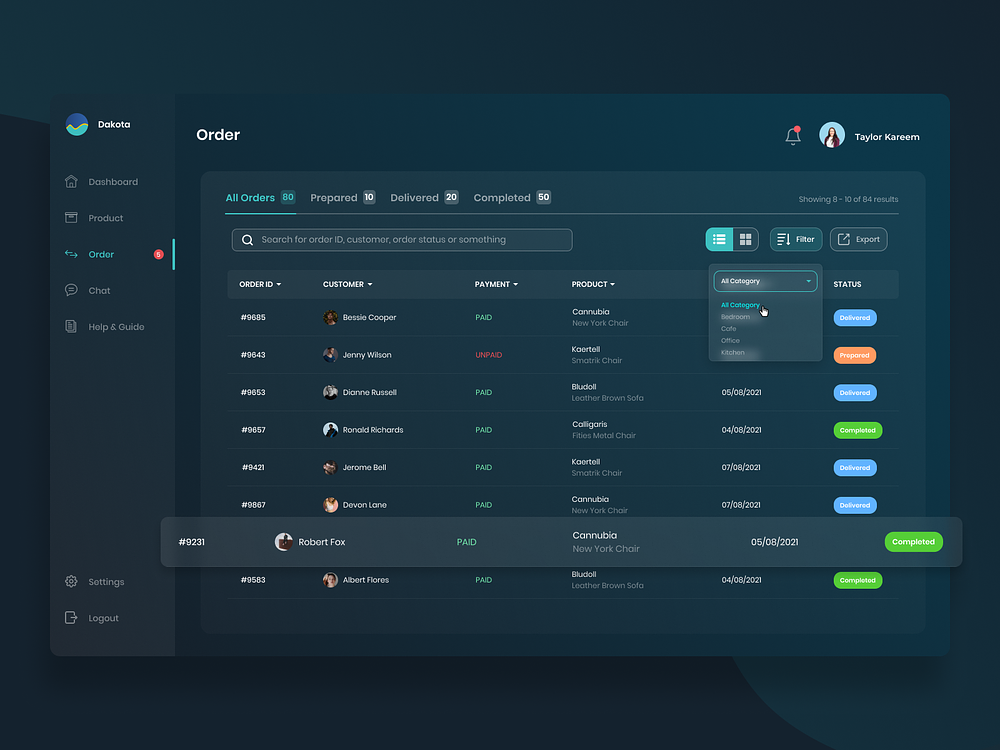 Dakota
Order
Taylor Kareem
Dashboard
Product
Order 5
Chat
Help & Guide
Settings
Logout
All Orders 80 Prepared 10 Delivered 20 Completed 50
Showing 8 - 10 of 84 results
Search for order ID, customer, order status or something
Filter Export
ORDER ID CUSTOMER PAYMENT PRODUCT STATUS
All Category
All Category
Bedroom
Cafe
Office
Kitchen
#9685 Bessie Cooper PAID Cannubia Delivered
New York Chair
#9643 Jenny Wilson UNPAID Kaertell Prepared
Smatrik Chair
#9653 Dianne Russell PAID Bludoll 05/08/2021 Delivered
Leather Brown Sofa
#9657 Ronald Richards PAID Calligaris 04/08/2021 Completed
Fities Metal Chair
#9421 Jerome Bell PAID Kaertell 07/08/2021 Delivered
Smatrik Chair
#9867 Devon Lane PAID Cannubia 07/08/2021 Delivered
New York Chair
#9231 Robert Fox PAID Cannubia 05/08/2021 Completed
New York Chair
#9583 Albert Flores PAID Bludoll 04/08/2021 Completed
Leather Brown Sofa